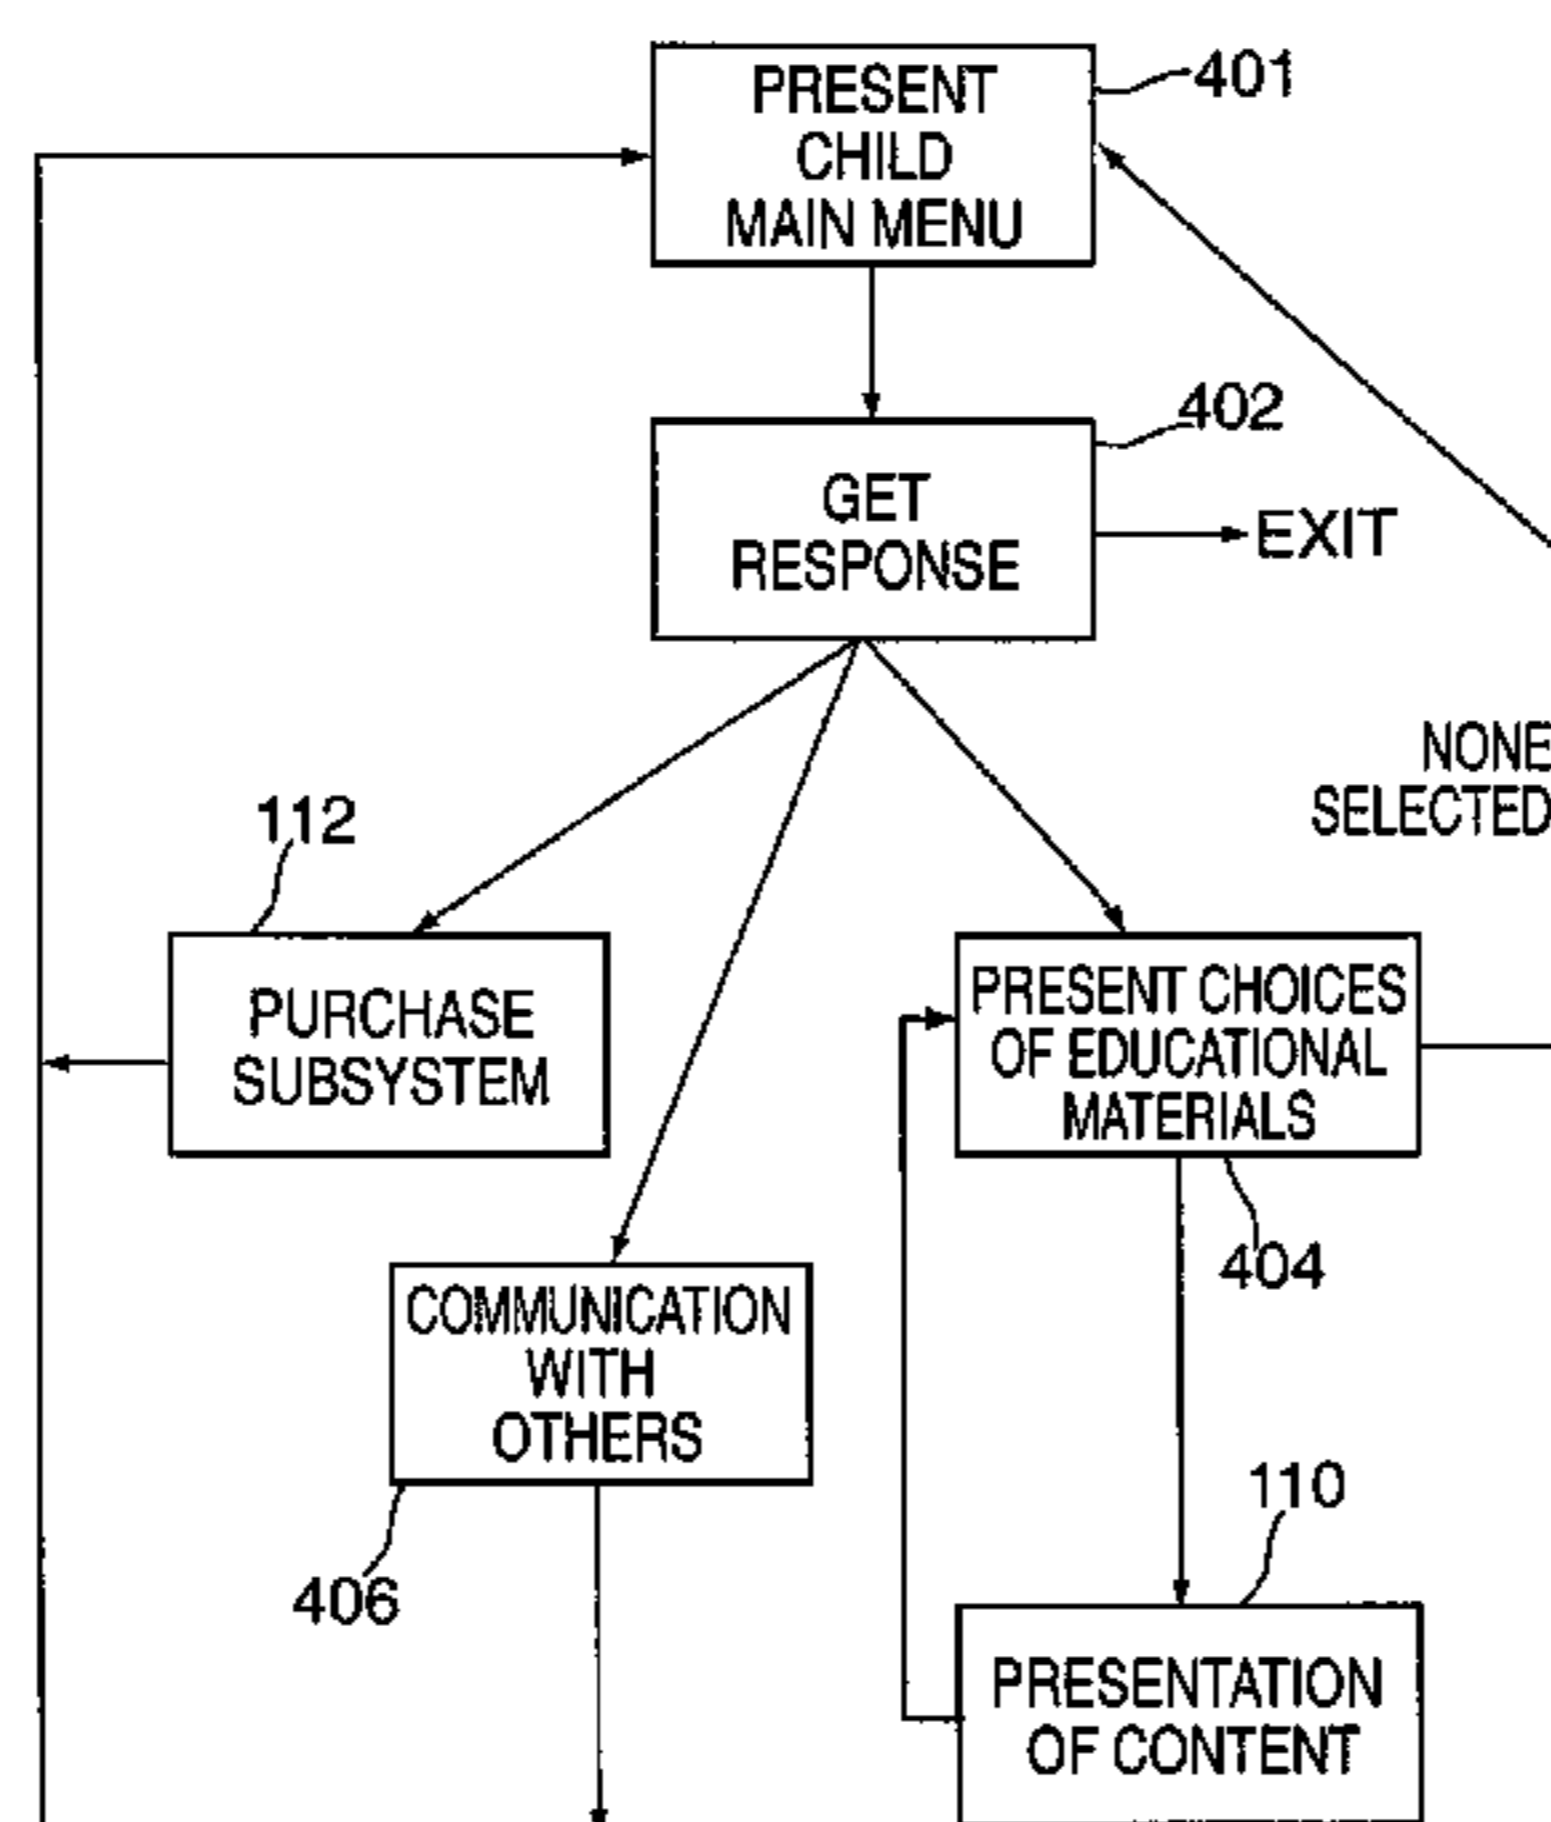 PRESENT
CHILD
MAIN MENU
401
402
GET
RESPONSE
EXIT
NONE
SELECTED
112
PURCHASE
SUBSYSTEM
PRESENT CHOICES
OF EDUCATIONAL
MATERIALS
404
COMMUNICATION
WITH
OTHERS
406
110
PRESENTATION
OF CONTENT